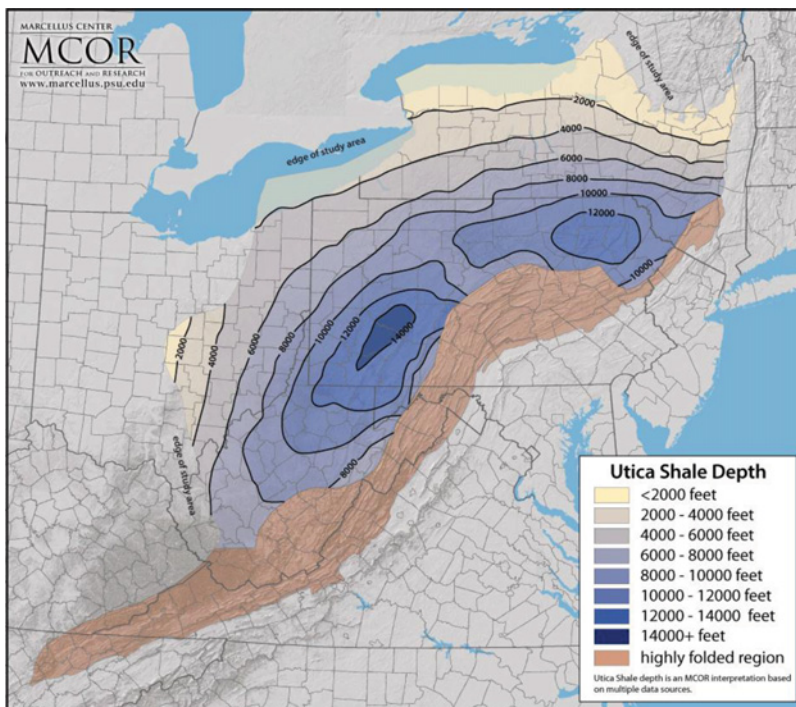 MARCELLUS CENTER
MCOR
FOR OUTREACH AND RESEARCH
www.marcellus.psu.edu
edge of study area
2000
4000
edge of study area
6000
8000
10000
12000
10000
14000
12000
10000
8000
6000
4000
2000
edge of study area
8000
Utica Shale Depth
<2000 feet
2000 - 4000 feet
4000 - 6000 feet
6000 - 8000 feet
8000 - 10000 feet
10000 - 12000 feet
12000 - 14000 feet
14000+ feet
highly folded region
Utica Shale depth is an MCOR interpretation based
on multiple data sources.